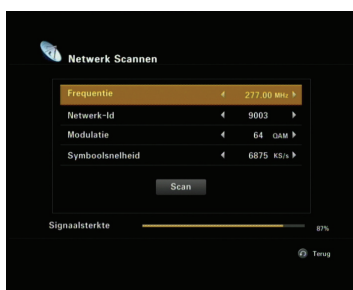 Netwerk Scannen
Frequentie 277.00 MHz
Netwerk-Id 9003
Modulatie 64 QAM
Symboolsnelheid 6875 KS/s
Scan
Signaalsterkte 87%
Terug